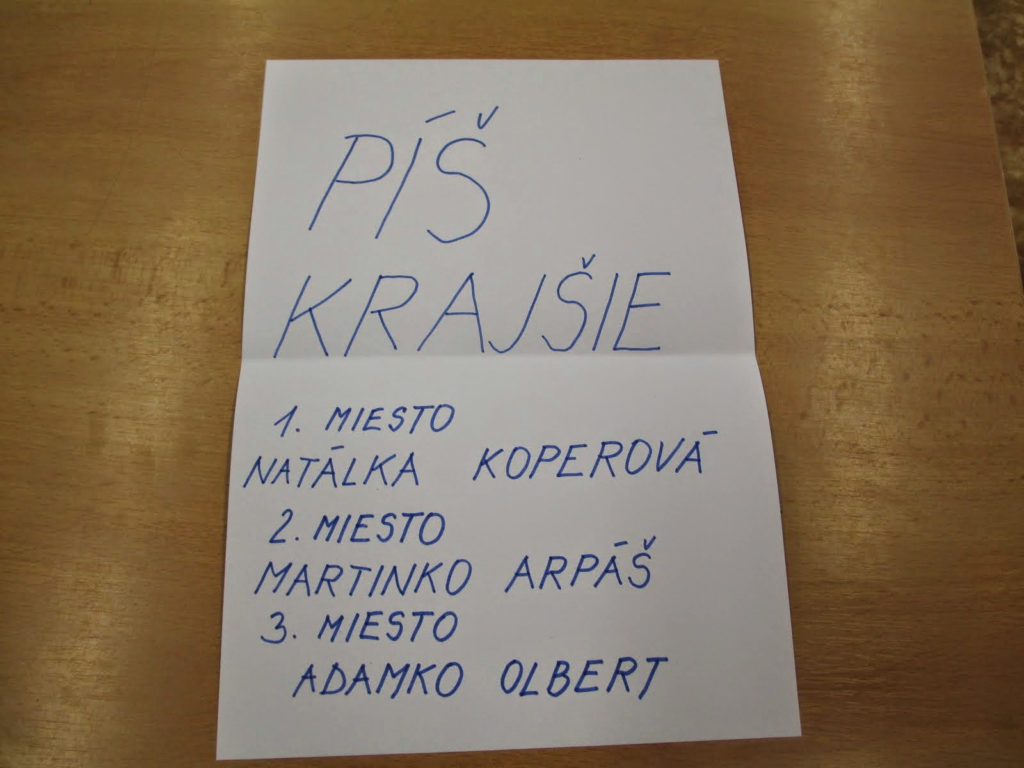 PÍŠ
KRAJŠIE
1. MIESTO
NATÁLKA KOPEROVÁ
2. MIESTO
MARTINKO ARPÁŠ
3. MIESTO
ADAMKO OLBERT